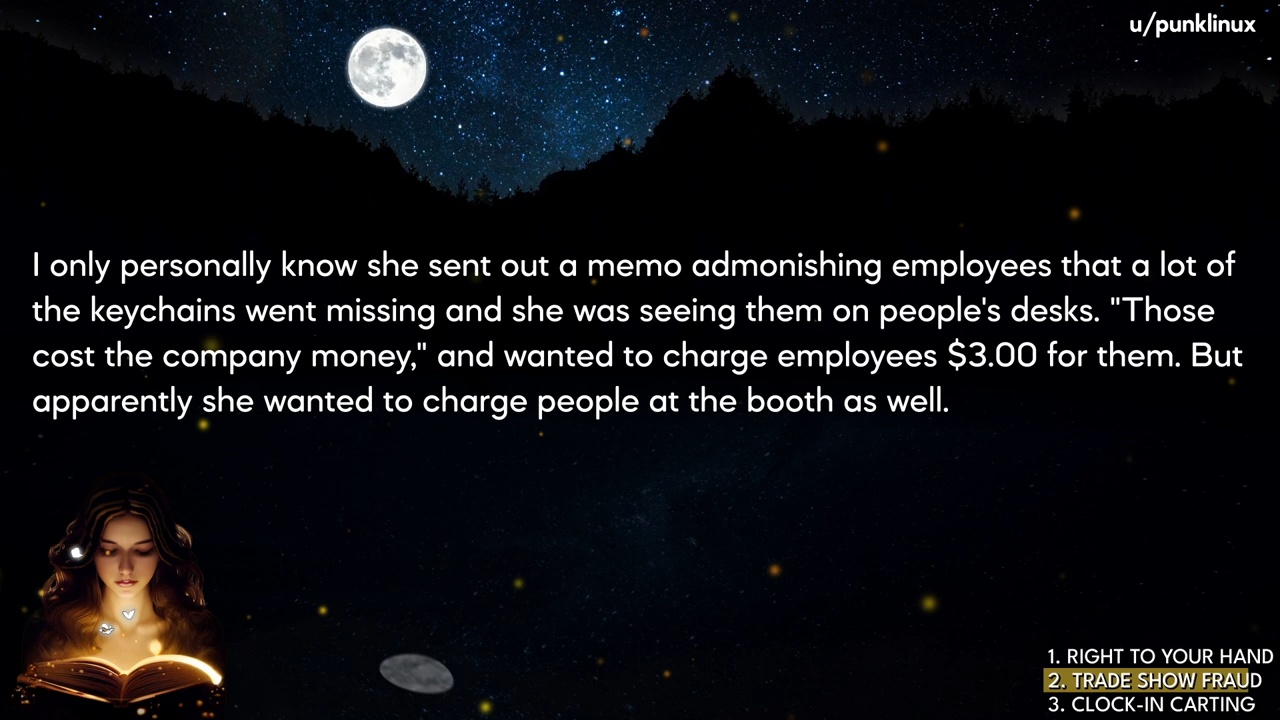 u/punklinux
I only personally know she sent out a memo admonishing employees that a lot of
the keychains went missing and she was seeing them on people's desks. "Those
cost the company money," and wanted to charge employees $3.00 for them. But
apparently she wanted to charge people at the booth as well.
1. RIGHT TO YOUR HAND
2. TRADE SHOW FRAUD
3. CLOCK-IN CARTING